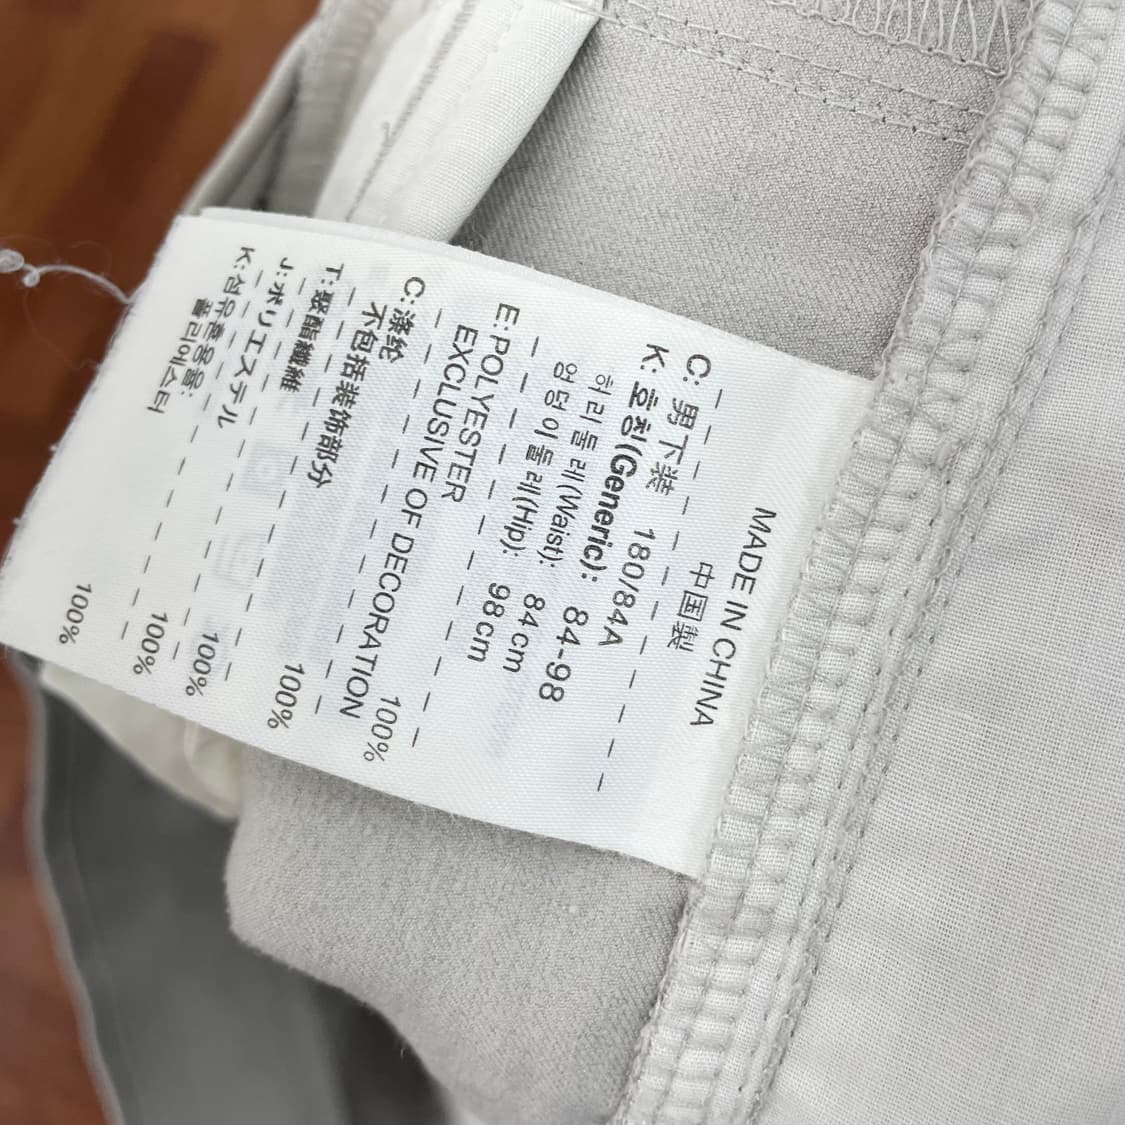 MADE IN CHINA
中国製
C: 男下装 180/84A
K: 호칭(Generic): 84-98
허리둘레(Waist): 84 cm
엉덩이둘레(Hip): 98 cm
E: POLYESTER 100%
EXCLUSIVE OF DECORATION
C: 涤纶 100%
不包括装饰部分
T: 聚酯纖維 100%
J: ポリエステル 100%
K: 섬유혼용율:
폴리에스터 100%